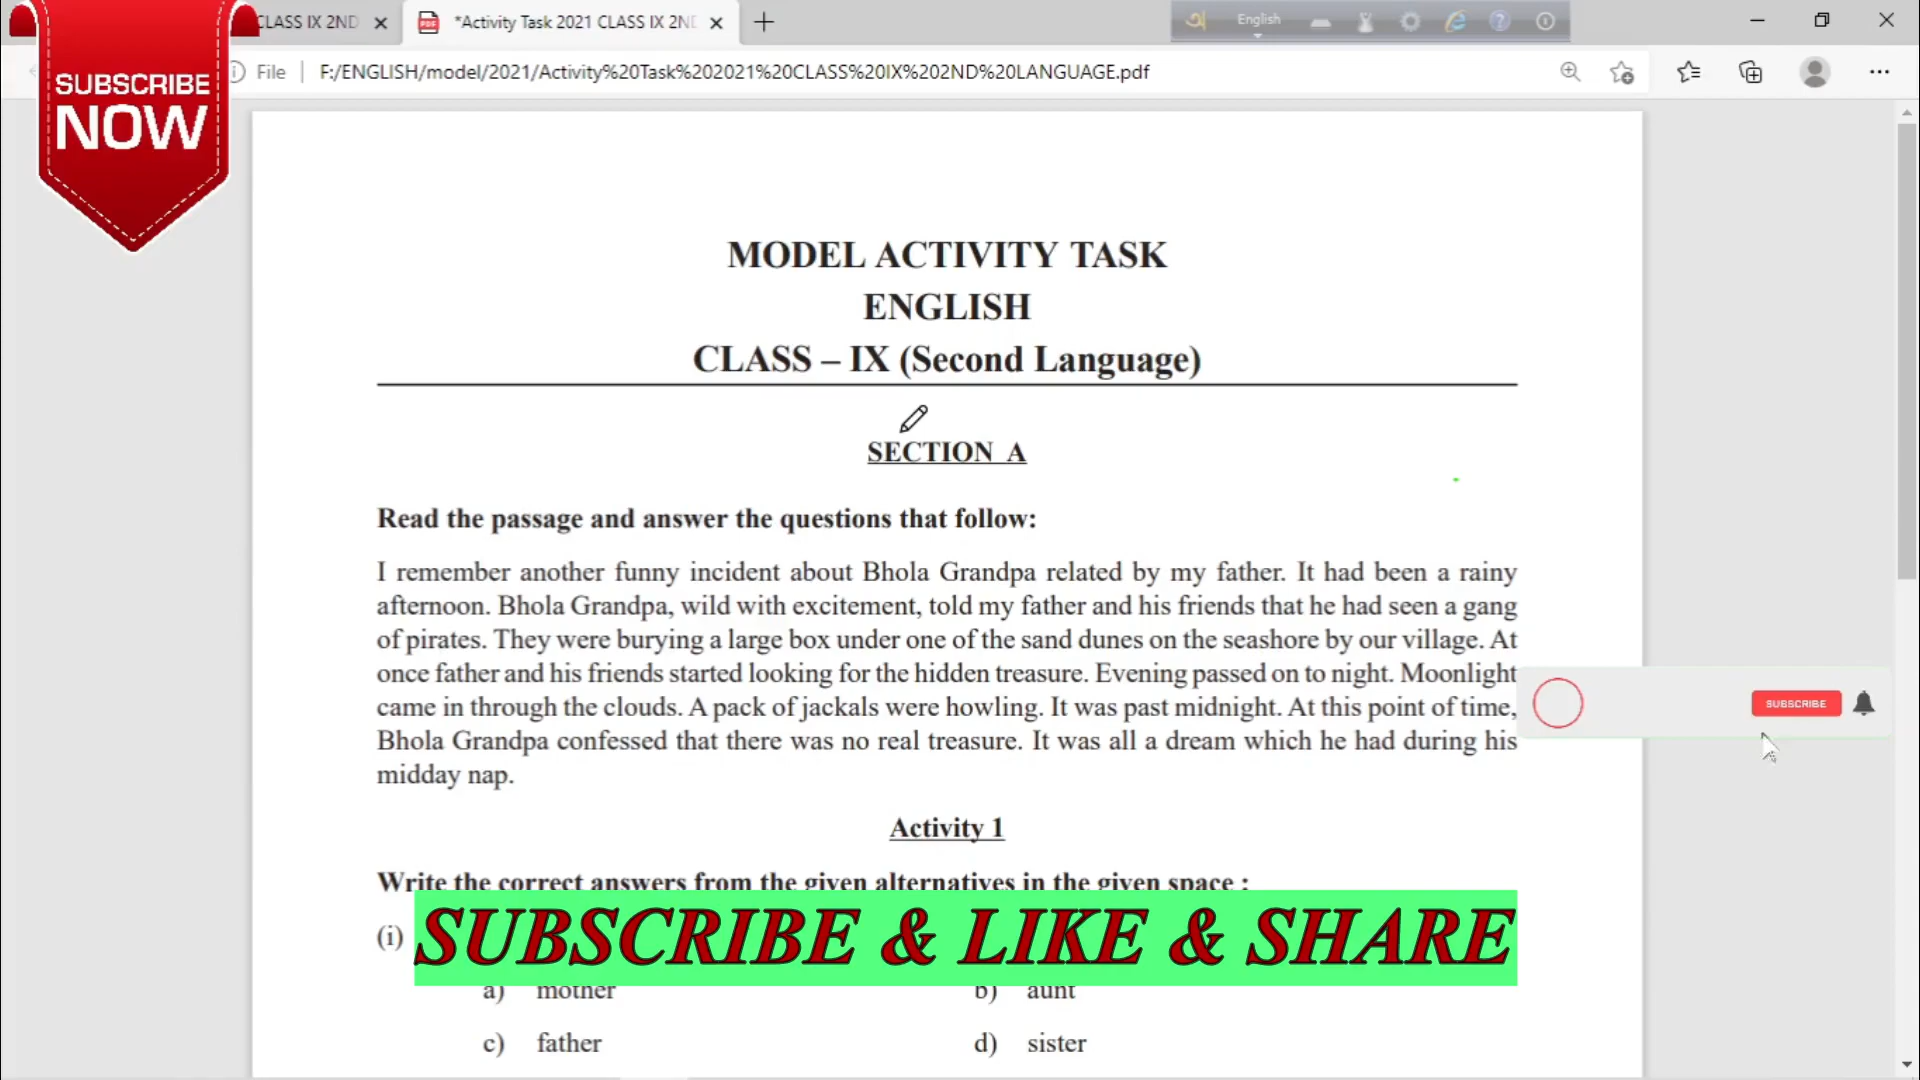 CLASS IX 2ND
*Activity Task 2021 CLASS IX 2NE
English
SUBSCRIBE
NOW
File
F:/ENGLISH/model/2021/Activity%20Task%202021%20CLASS%20IX%202ND%20LANGUAGE.pdf
MODEL ACTIVITY TASK
ENGLISH
CLASS – IX (Second Language)
SECTION A
Read the passage and answer the questions that follow:
I remember another funny incident about Bhola Grandpa related by my father. It had been a rainy
afternoon. Bhola Grandpa, wild with excitement, told my father and his friends that he had seen a gang
of pirates. They were burying a large box under one of the sand dunes on the seashore by our village. At
once father and his friends started looking for the hidden treasure. Evening passed on to night. Moonlight
came in through the clouds. A pack of jackals were howling. It was past midnight. At this point of time,
Bhola Grandpa confessed that there was no real treasure. It was all a dream which he had during his
midday nap.
SUBSCRIBE
Activity 1
Write the correct answers from the given alternatives in the given space :
(i)
SUBSCRIBE & LIKE & SHARE
a) mother b) aunt
c) father d) sister